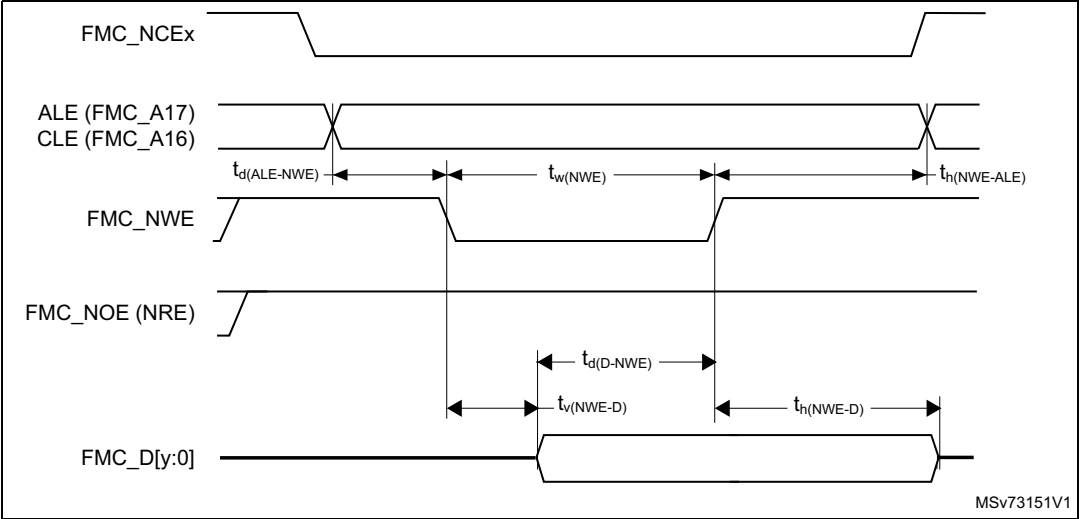 FMC_NCEx
ALE (FMC_A17)
CLE (FMC_A16)
td(ALE-NWE)
tw(NWE)
th(NWE-ALE)
FMC_NWE
FMC_NOE (NRE)
td(D-NWE)
tv(NWE-D)
th(NWE-D)
FMC_D[y:0]
MSv73151V1